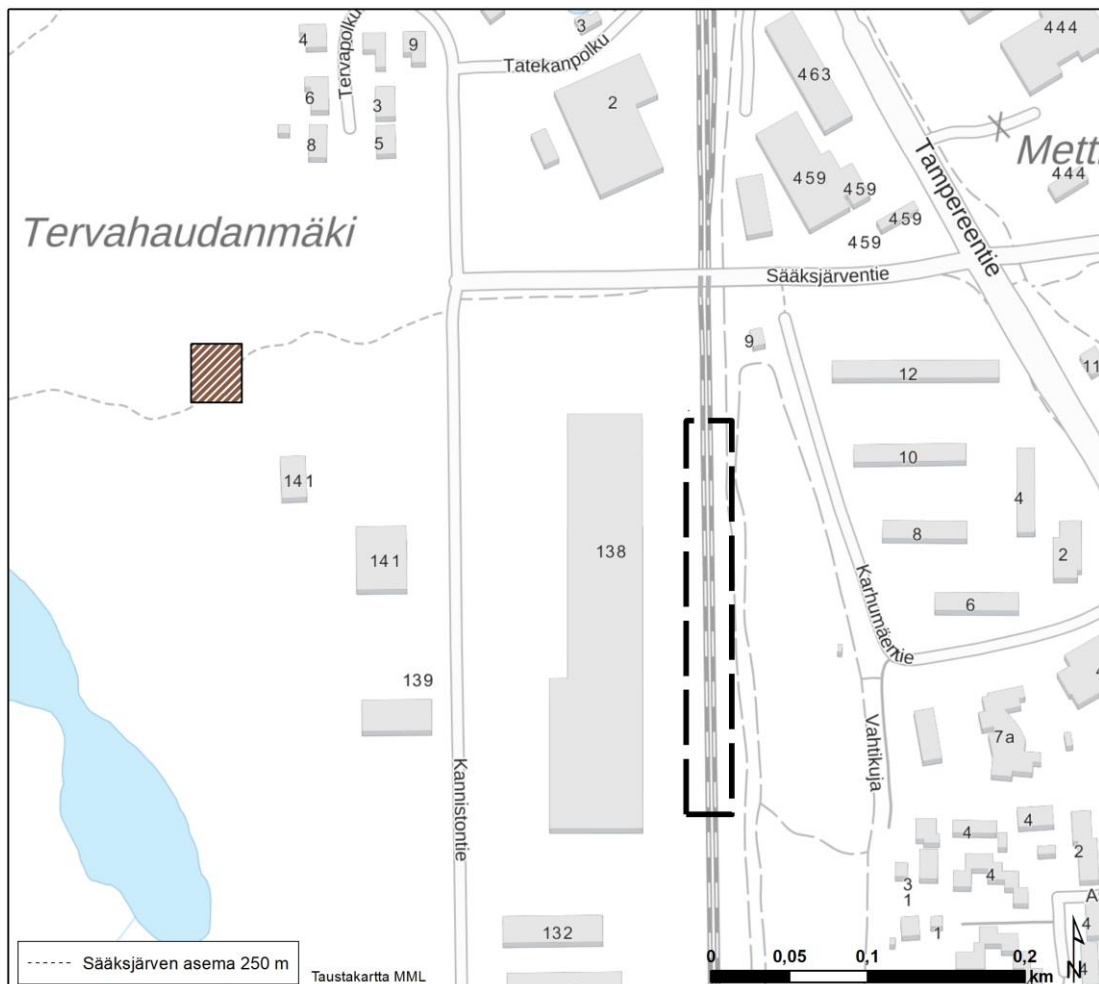 4
9
3
444
Tervapolku
Tatekanpolku
463
6
3
2
8
5
Tampereentie
459
459
444
459
459
Tervahaudanmäki
Sääksjärventie
9
12
11
141
10
4
141
138
8
2
6
Karhumäentie
139
7a
Vahtikuja
Kannistontie
4
4
2
3
4
1
132
1
4
4
0 0,05 0,1 0,2
km
N
Sääksjärven asema 250 m
Taustakartta MML